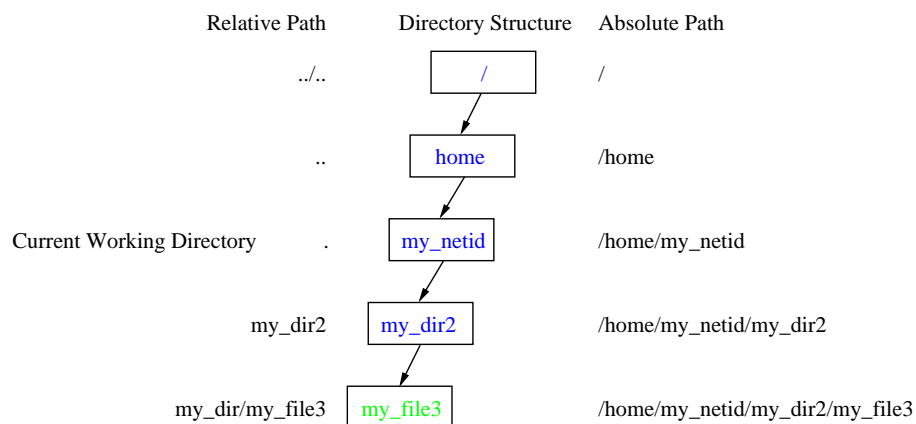 Relative Path Directory Structure Absolute Path
../.. / /
.. home /home
Current Working Directory . my_netid /home/my_netid
my_dir2 my_dir2 /home/my_netid/my_dir2
my_dir/my_file3 my_file3 /home/my_netid/my_dir2/my_file3